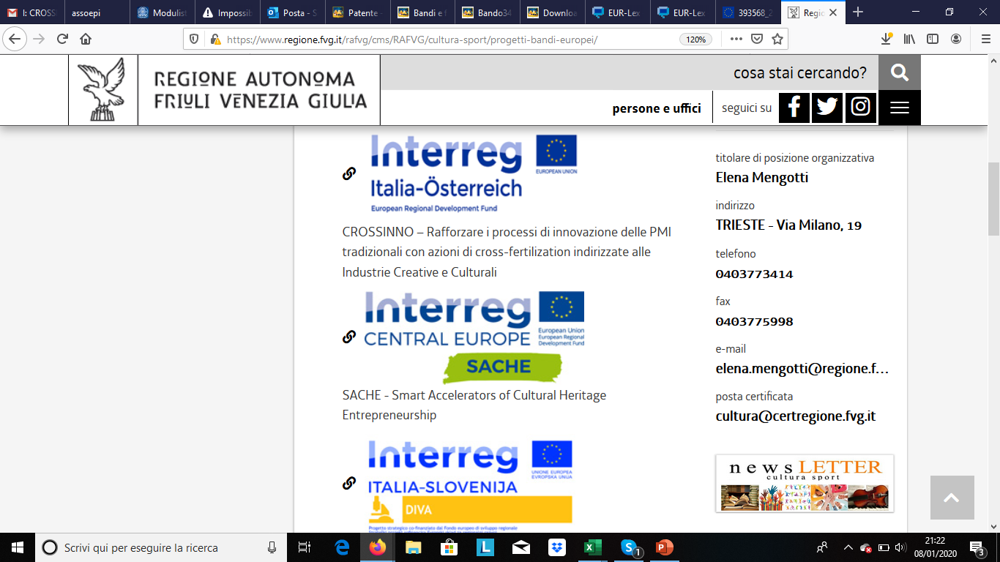 I: CROSS
assoepi
Modulist
Impossib
Posta - S
Patente -
Bandi e f
Bando34
Downloa
EUR-Lex
EUR-Lex
393568_2
Regio
https://www.regione.fvg.it/rafvg/cms/RAFVG/cultura-sport/progetti-bandi-europei/
120%
REGIONE AUTONOMA
FRIULI VENEZIA GIULIA
cosa stai cercando?
persone e uffici
seguici su
Interreg
EUROPEAN UNION
Italia-Österreich
European Regional Development Fund
CROSSINNO – Rafforzare i processi di innovazione delle PMI
tradizionali con azioni di cross-fertilization indirizzate alle
Industrie Creative e Culturali
Interreg
CENTRAL EUROPE
European Union
European Regional
Development Fund
SACHE
SACHE - Smart Accelerators of Cultural Heritage
Entrepreneurship
Interreg
UNIONE EUROPEA
EVROPSKA UNIJA
ITALIA-SLOVENIJA
DIVA
Progetto strategico co-finanziato dal Fondo europeo di sviluppo regionale
titolare di posizione organizzativa
Elena Mengotti
indirizzo
TRIESTE - Via Milano, 19
telefono
0403773414
fax
0403775998
e-mail
elena.mengotti@regione.f...
posta certificata
cultura@certregione.fvg.it
news LETTER
cultura sport
Scrivi qui per eseguire la ricerca
L
1
21:22
08/01/2020
3